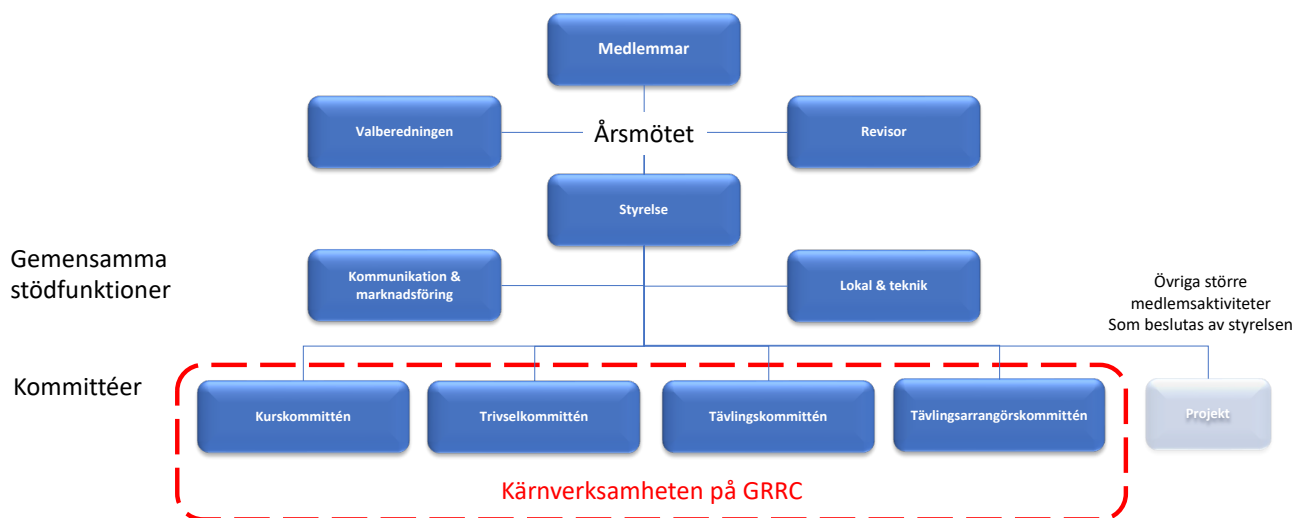 Medlemmar
Valberedningen
Årsmötet
Revisor
Styrelse
Gemensamma
stödfunktioner
Kommunikation &
marknadsföring
Lokal & teknik
Övriga större
medlemsaktiviteter
Som beslutas av styrelsen
Kommittéer
Kurskommittén
Trivselkommittén
Tävlingskommittén
Tävlingsarrangörskommittén
Projekt
Kärnverksamheten på GRRC